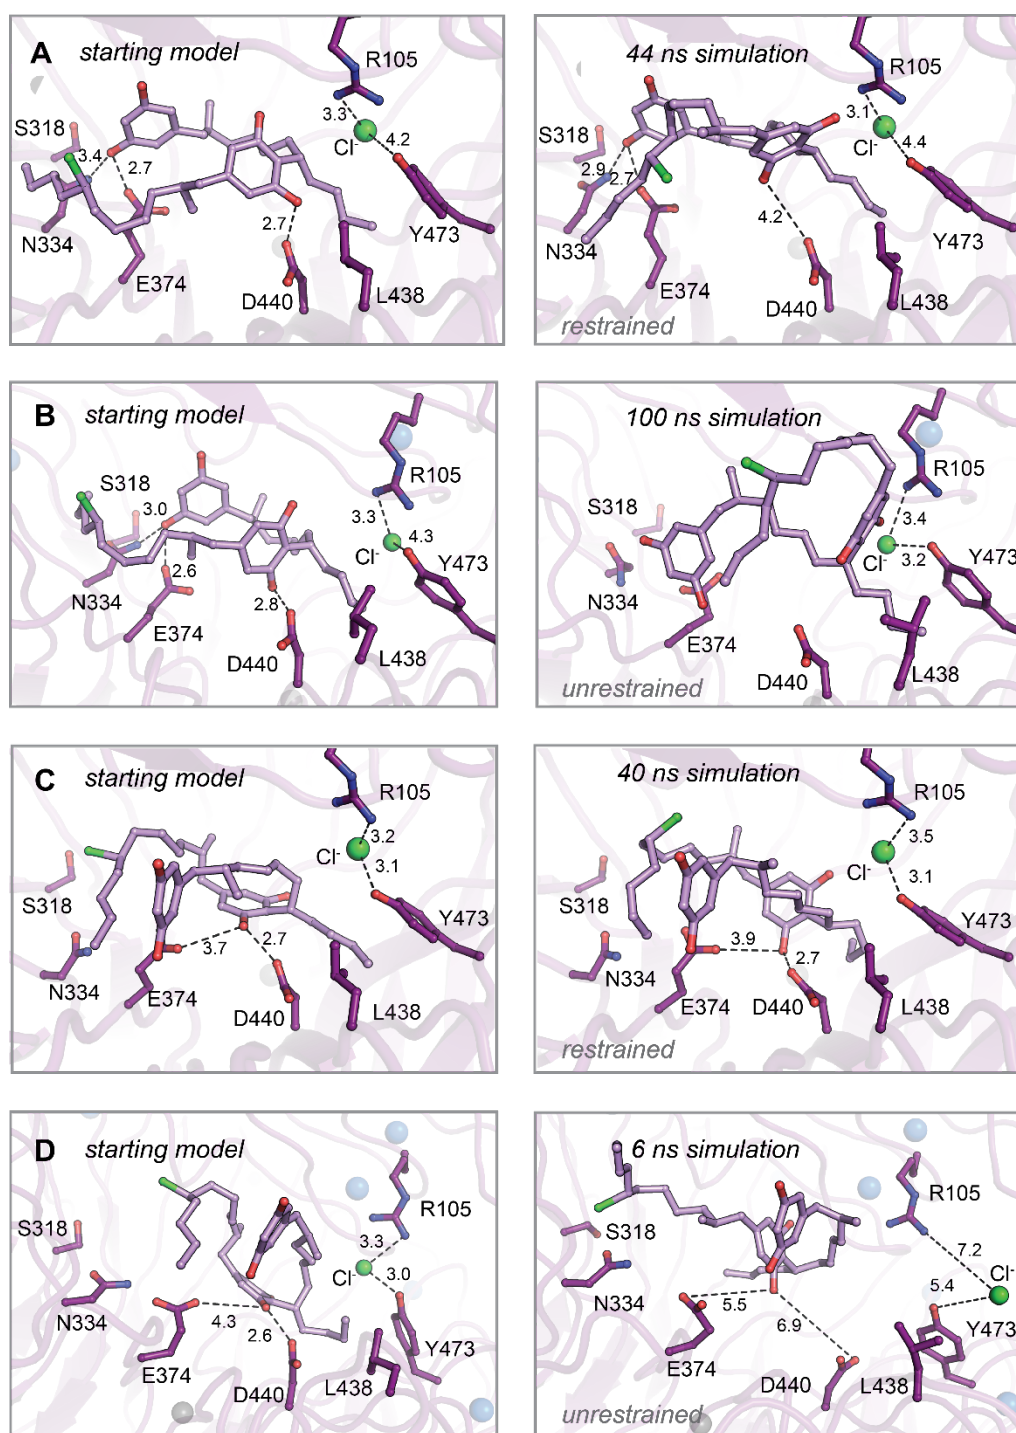 A starting model
R105
3.3
Cl-
4.2
S318
3.4
2.7
N334
E374
2.7
D440
L438
Y473
44 ns simulation
R105
3.1
Cl-
4.4
S318
2.9
2.7
N334
E374
4.2
D440
L438
Y473
restrained
B starting model
R105
S318
3.0
3.3
Cl-
4.3
Y473
2.6
N334
2.8
E374
D440
L438
100 ns simulation
R105
S318
3.4
Cl-
3.2
Y473
N334
E374
D440
L438
unrestrained
C starting model
R105
3.2
Cl-
3.1
S318
Y473
3.7
2.7
N334
E374
D440
L438
40 ns simulation
R105
3.5
Cl-
3.1
S318
Y473
3.9
2.7
N334
E374
D440
L438
restrained
D starting model
R105
S318
3.3
Cl-
3.0
N334
4.3
2.6
E374
Y473
D440
L438
6 ns simulation
R105
S318
7.2
Cl-
5.4
N334
5.5
6.9
Y473
E374
D440
L438
unrestrained